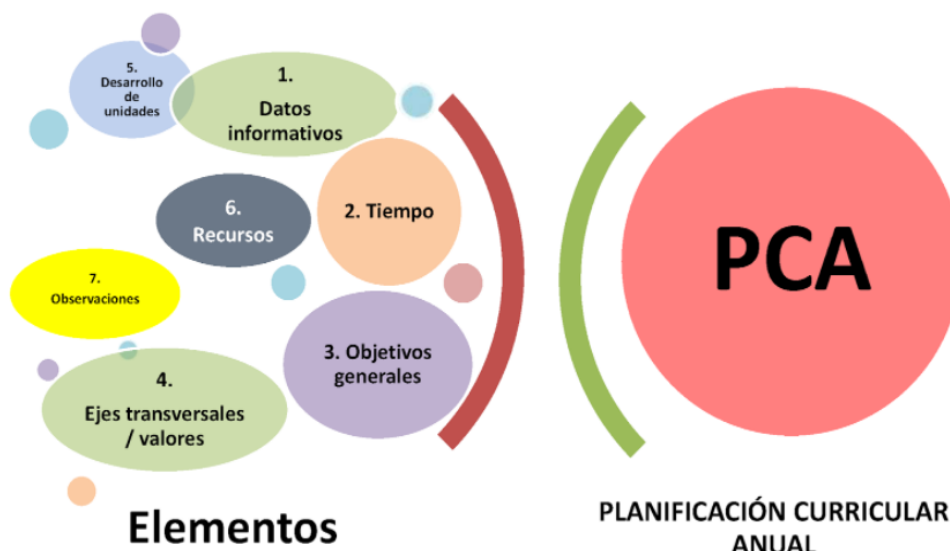 5.
Desarrollo
de
unidades
1.
Datos
informativos
6.
Recursos
2. Tiempo
7.
Observaciones
3. Objetivos
generales
4.
Ejes transversales
/ valores
Elementos
PCA
PLANIFICACIÓN CURRICULAR
ANUAL